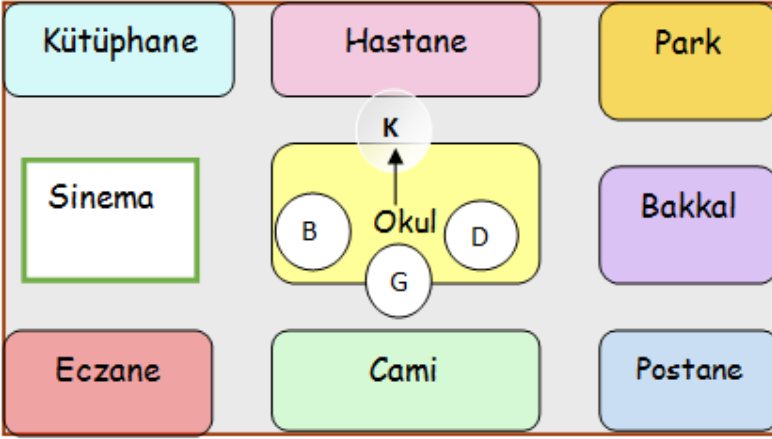 Kütüphane
Hastane
Park
K
Sinema
B
Okul
D
Bakkal
G
Eczane
Cami
Postane